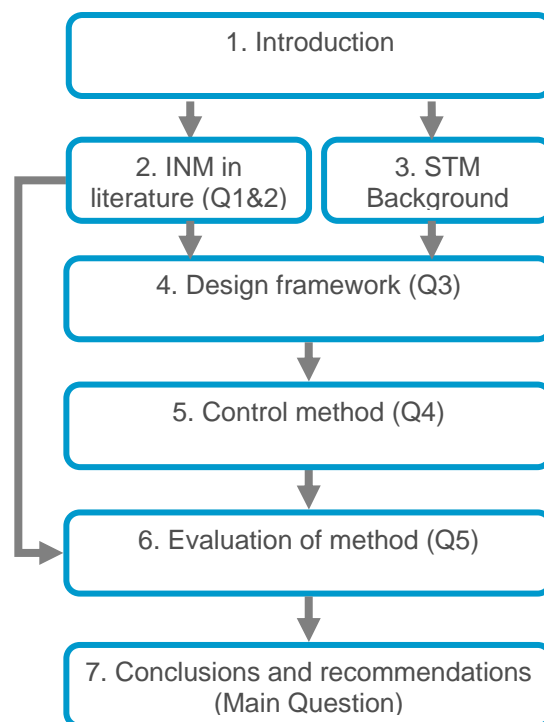 1. Introduction
2. INM in
literature (Q1&2)
3. STM
Background
4. Design framework (Q3)
5. Control method (Q4)
6. Evaluation of method (Q5)
7. Conclusions and recommendations
(Main Question)